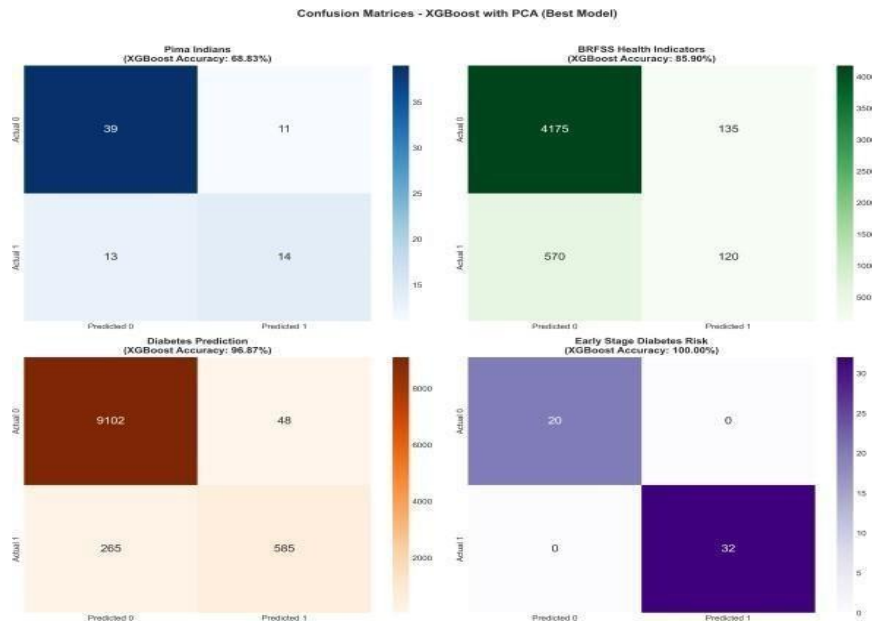 Confusion Matrices - XGBoost with PCA (Best Model)
Pima Indians
(XGBoost Accuracy: 68.83%)
Actual 0
39
11
Actual 1
13
14
Predicted 0
Predicted 1
35
30
25
20
15
BRFSS Health Indicators
(XGBoost Accuracy: 85.90%)
Actual 0
4175
135
Actual 1
570
120
Predicted 0
Predicted 1
4000
3500
3000
2500
2000
1500
1000
500
Diabetes Prediction
(XGBoost Accuracy: 96.87%)
Actual 0
9102
48
Actual 1
265
585
Predicted 0
Predicted 1
8000
6000
4000
2000
Early Stage Diabetes Risk
(XGBoost Accuracy: 100.00%)
Actual 0
20
0
Actual 1
0
32
Predicted 0
Predicted 1
30
25
20
15
10
5
0